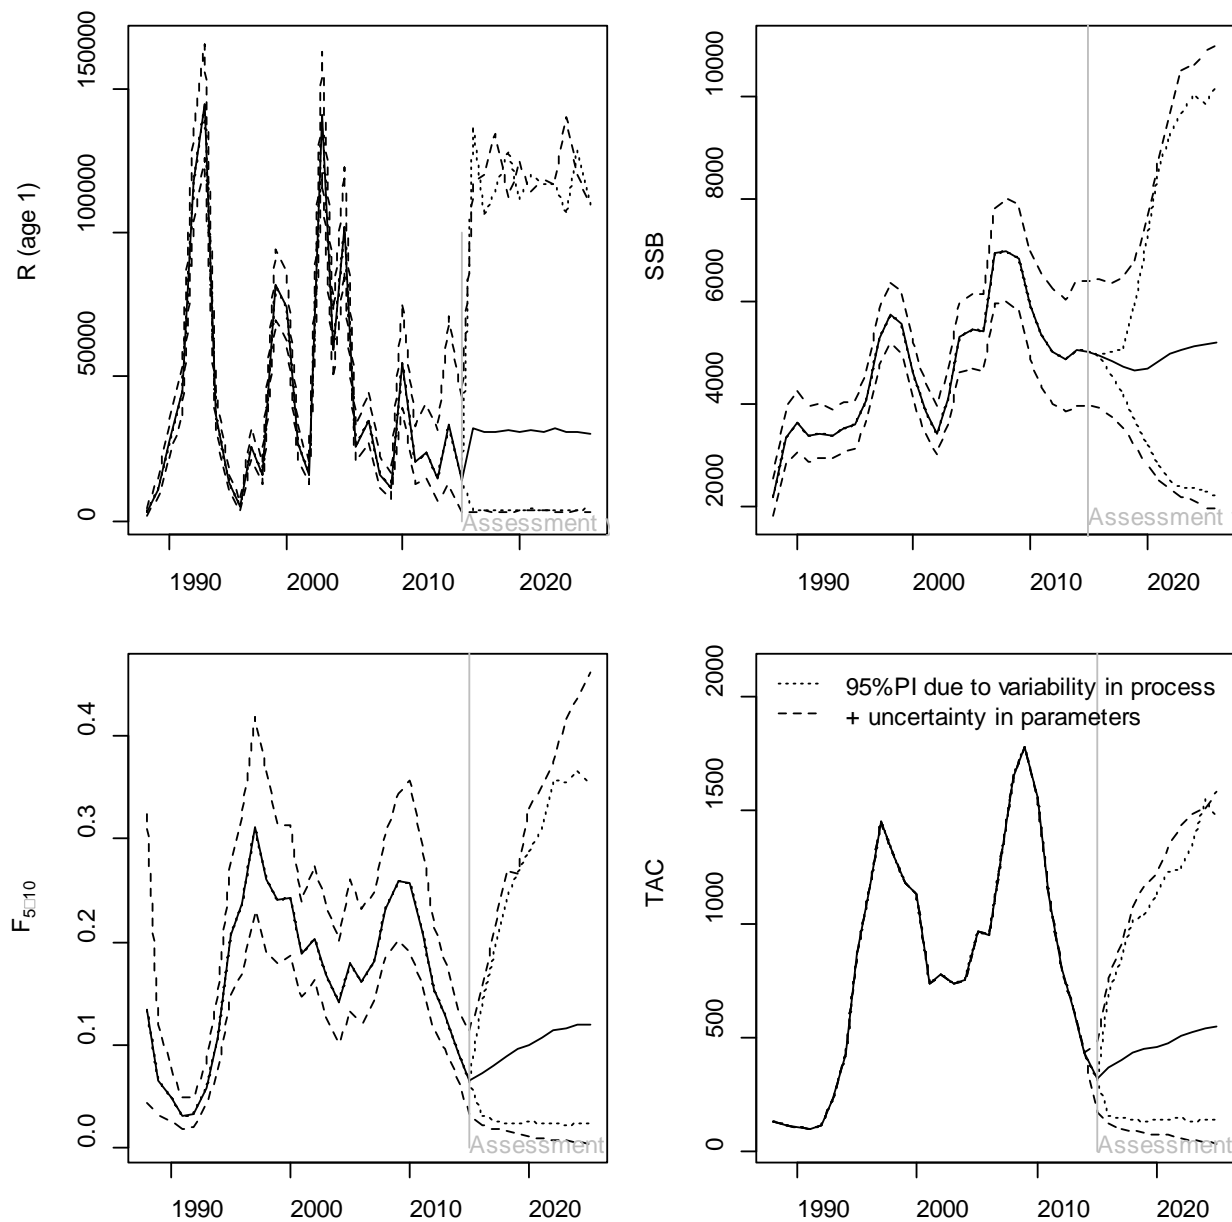 R (age 1)
150000
100000
50000
0
Assessment
1990 2000 2010 2020
SSB
10000
8000
6000
4000
2000
Assessment
1990 2000 2010 2020
F5□10
0.4
0.3
0.2
0.1
0.0
Assessment
1990 2000 2010 2020
TAC
2000
1500
1000
500
0
95%PI due to variability in process
+ uncertainty in parameters
Assessment
1990 2000 2010 2020